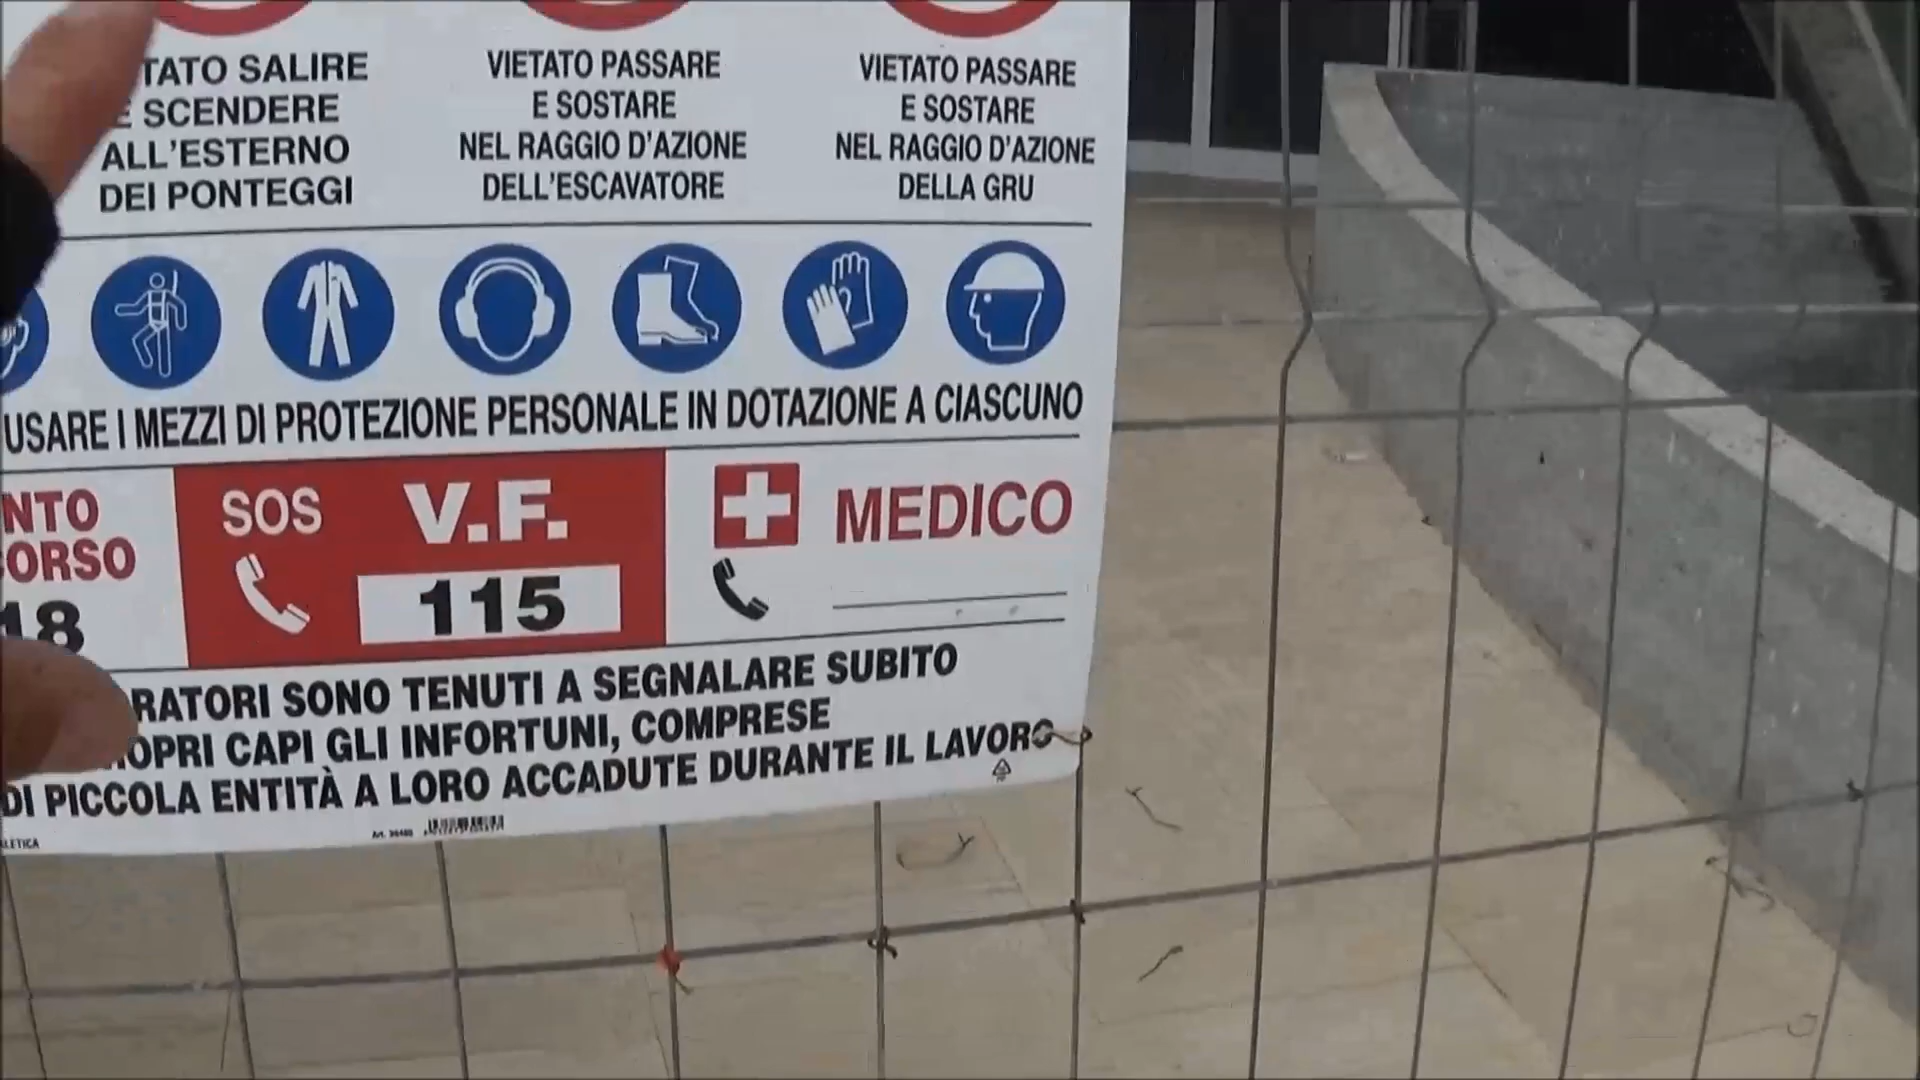 TATO SALIRE
E SCENDERE
ALL'ESTERNO
DEI PONTEGGI
VIETATO PASSARE
E SOSTARE
NEL RAGGIO D'AZIONE
DELL'ESCAVATORE
VIETATO PASSARE
E SOSTARE
NEL RAGGIO D'AZIONE
DELLA GRU
USARE I MEZZI DI PROTEZIONE PERSONALE IN DOTAZIONE A CIASCUNO
NTO
ORSO
18
SOS V.F.
115
MEDICO
RATORI SONO TENUTI A SEGNALARE SUBITO
OPRI CAPI GLI INFORTUNI, COMPRESE
DI PICCOLA ENTITÀ A LORO ACCADUTE DURANTE IL LAVORO